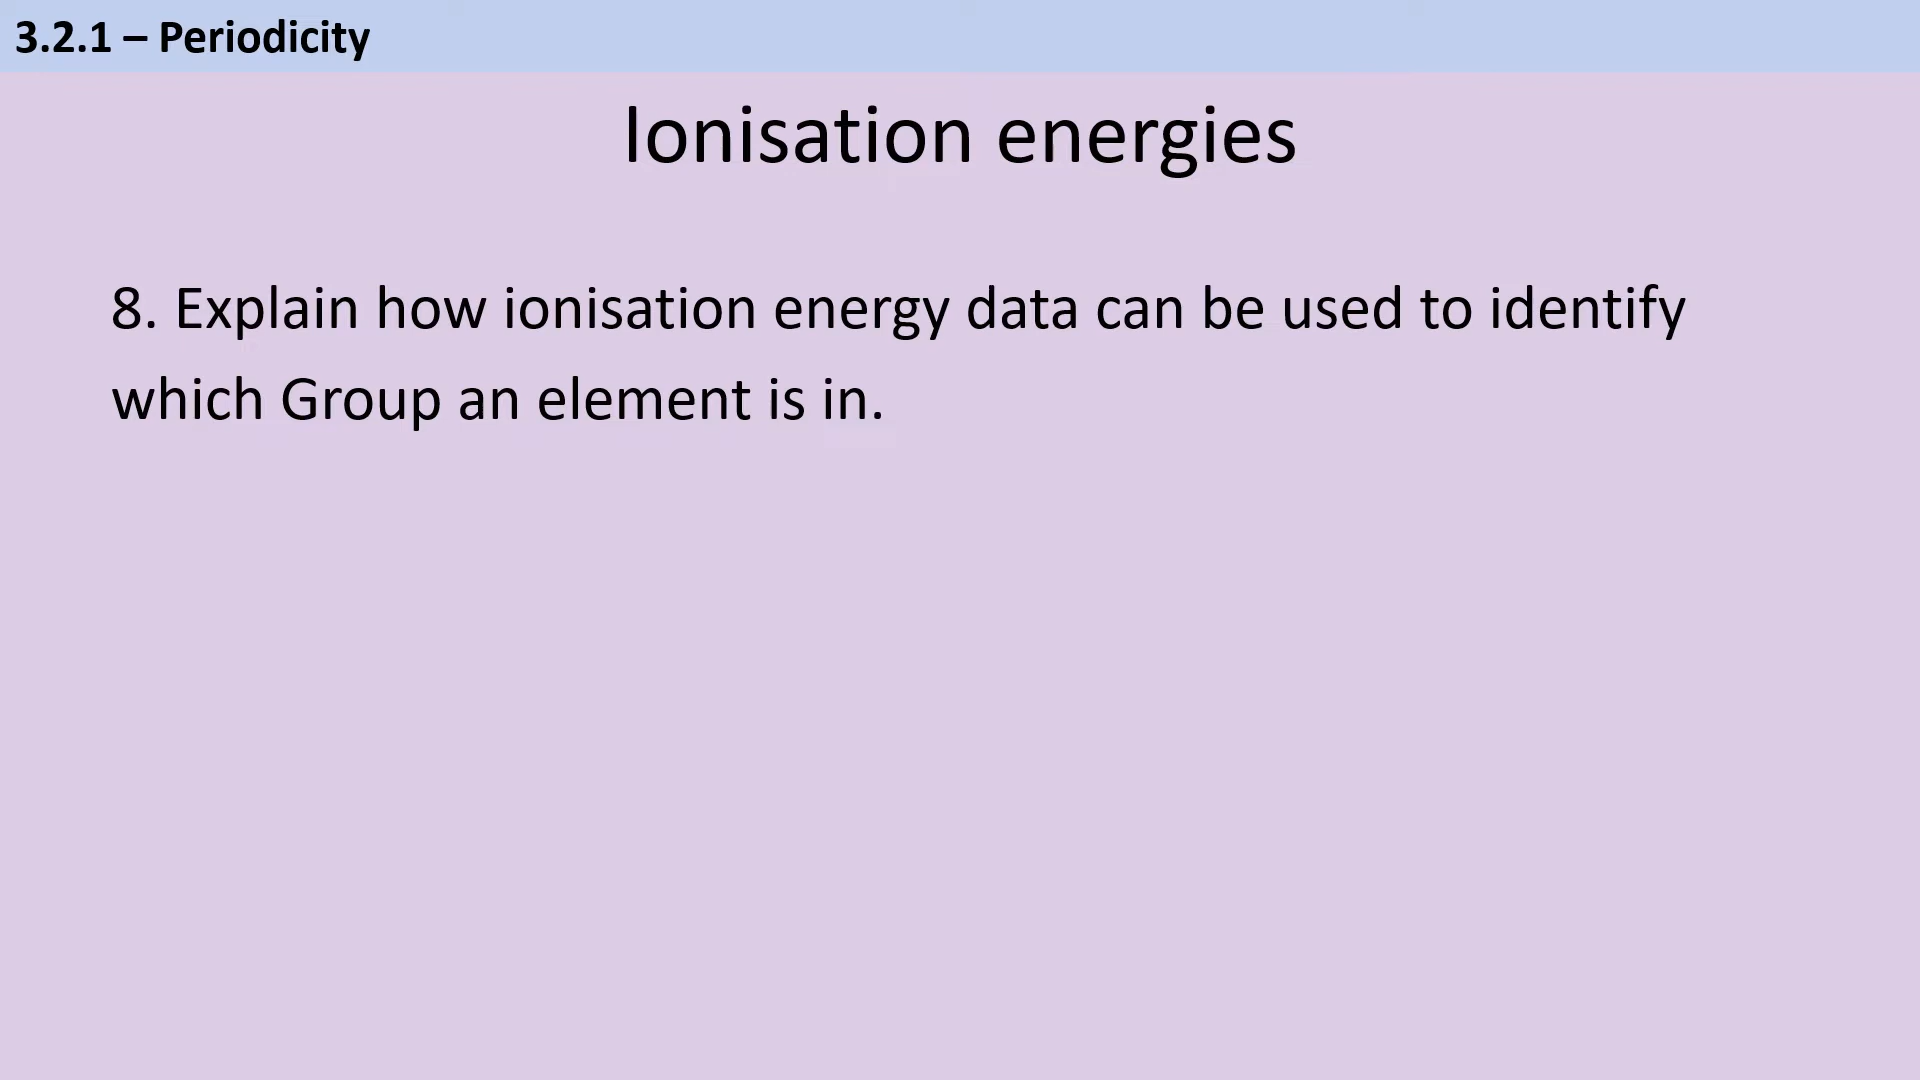 3.2.1 – Periodicity
Ionisation energies
8. Explain how ionisation energy data can be used to identify
which Group an element is in.